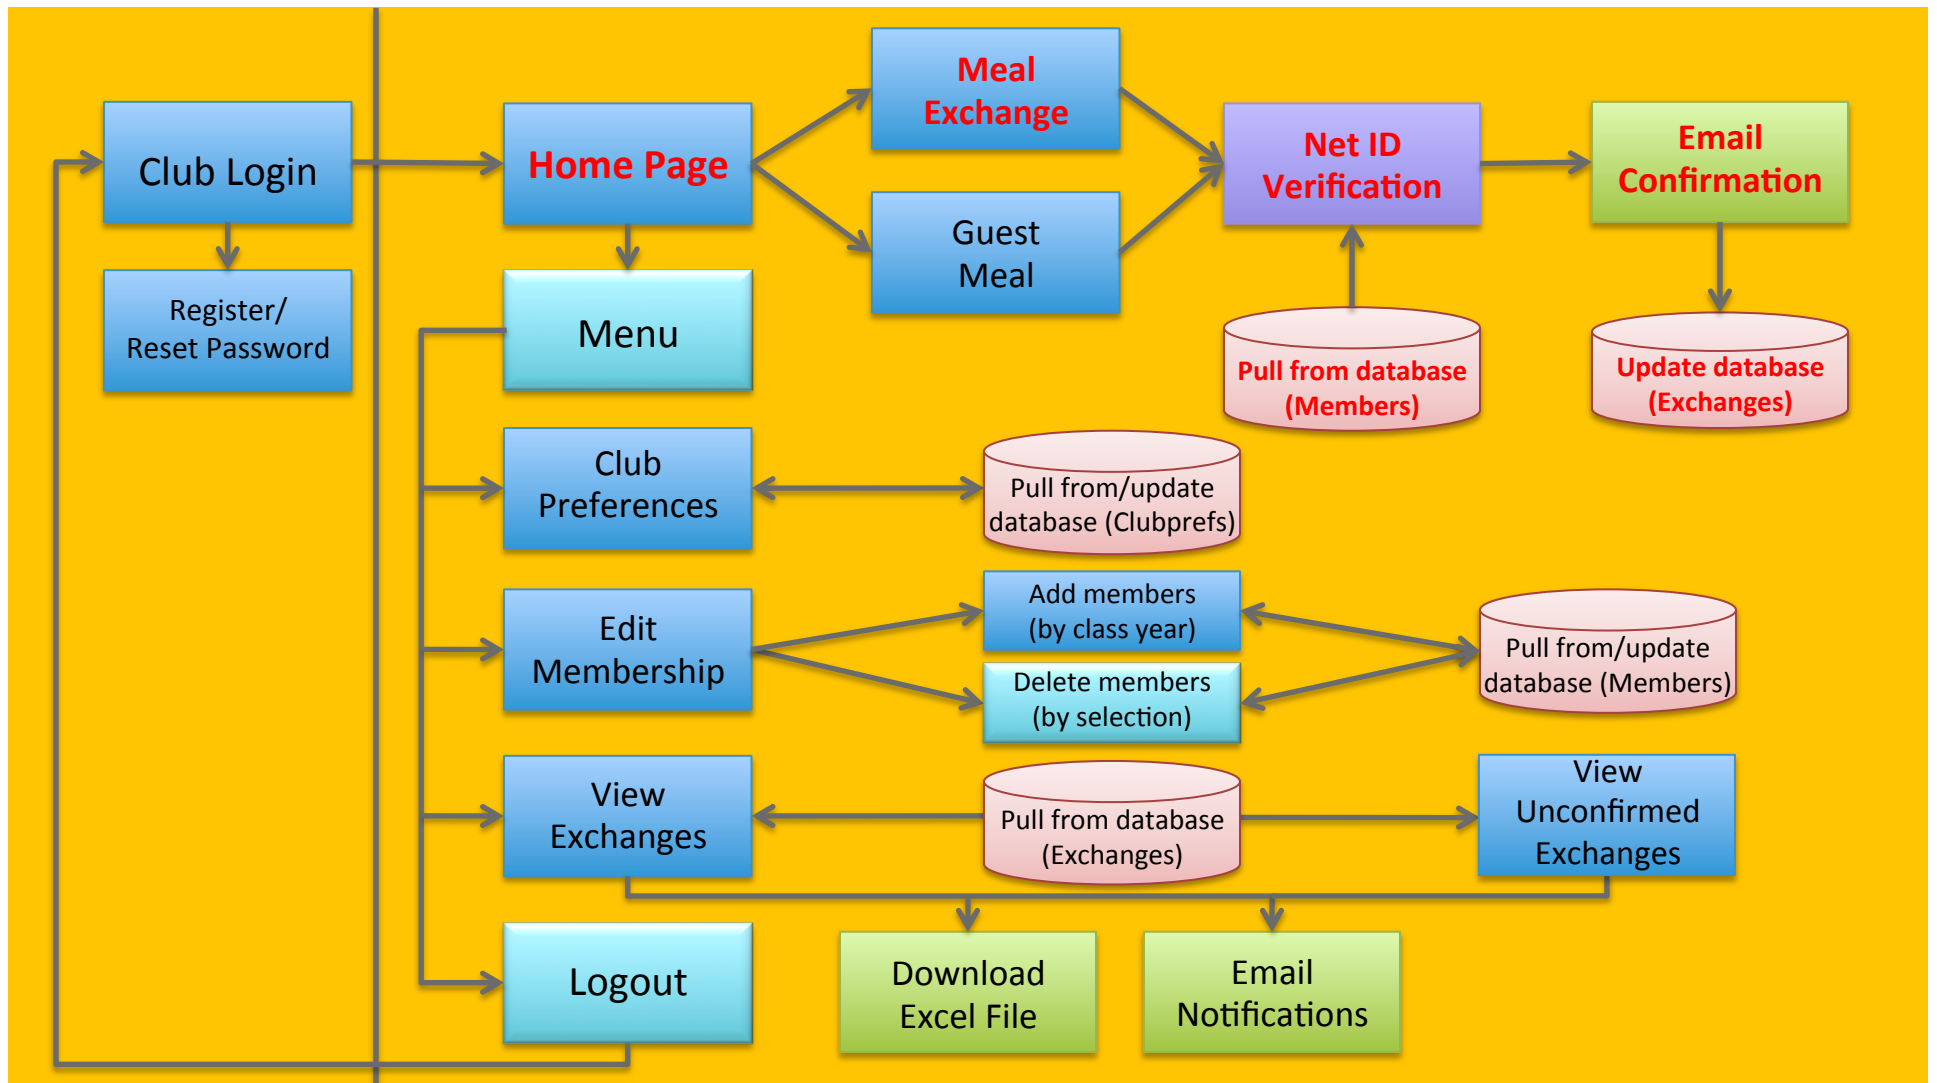 Club Login
Register/
Reset Password
Home Page
Meal
Exchange
Guest
Meal
Net ID
Verification
Email
Confirmation
Pull from database
(Members)
Update database
(Exchanges)
Menu
Club
Preferences
Pull from/update
database (Clubprefs)
Edit
Membership
Add members
(by class year)
Delete members
(by selection)
Pull from/update
database (Members)
View
Exchanges
Pull from database
(Exchanges)
View
Unconfirmed
Exchanges
Logout
Download
Excel File
Email
Notifications